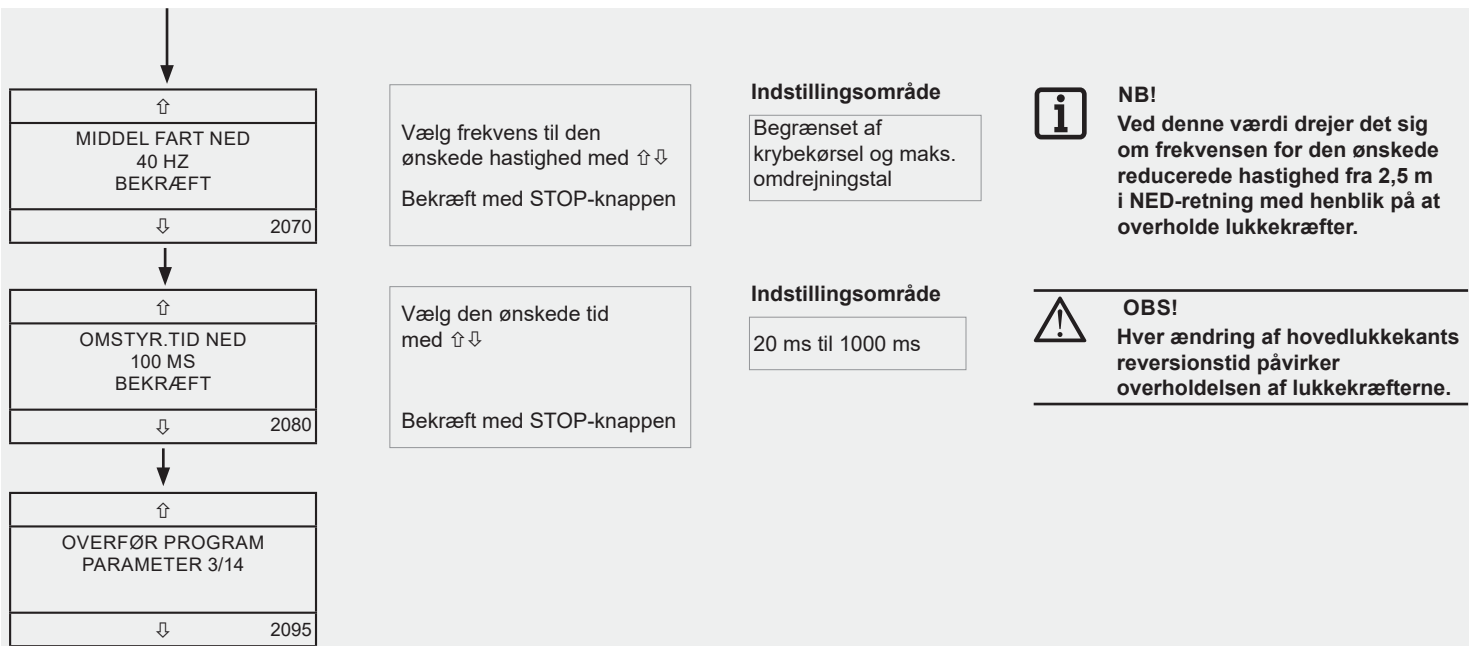 ⇧
MIDDEL FART NED
40 HZ
BEKRÆFT
⇩ 2070
Vælg frekvens til den
ønskede hastighed med ⇧⇩
Bekræft med STOP-knappen
Indstillingsområde
Begrænset af
krybekørsel og maks.
omdrejningstal
i
NB!
Ved denne værdi drejer det sig
om frekvensen for den ønskede
reducerede hastighed fra 2,5 m
i NED-retning med henblik på at
overholde lukkekræfter.
⇧
OMSTYR.TID NED
100 MS
BEKRÆFT
⇩ 2080
Vælg den ønskede tid
med ⇧⇩
Bekræft med STOP-knappen
Indstillingsområde
20 ms til 1000 ms
OBS!
Hver ændring af hovedlukkekants
reversionstid påvirker
overholdelsen af lukkekræfterne.
⇧
OVERFØR PROGRAM
PARAMETER 3/14
⇩ 2095